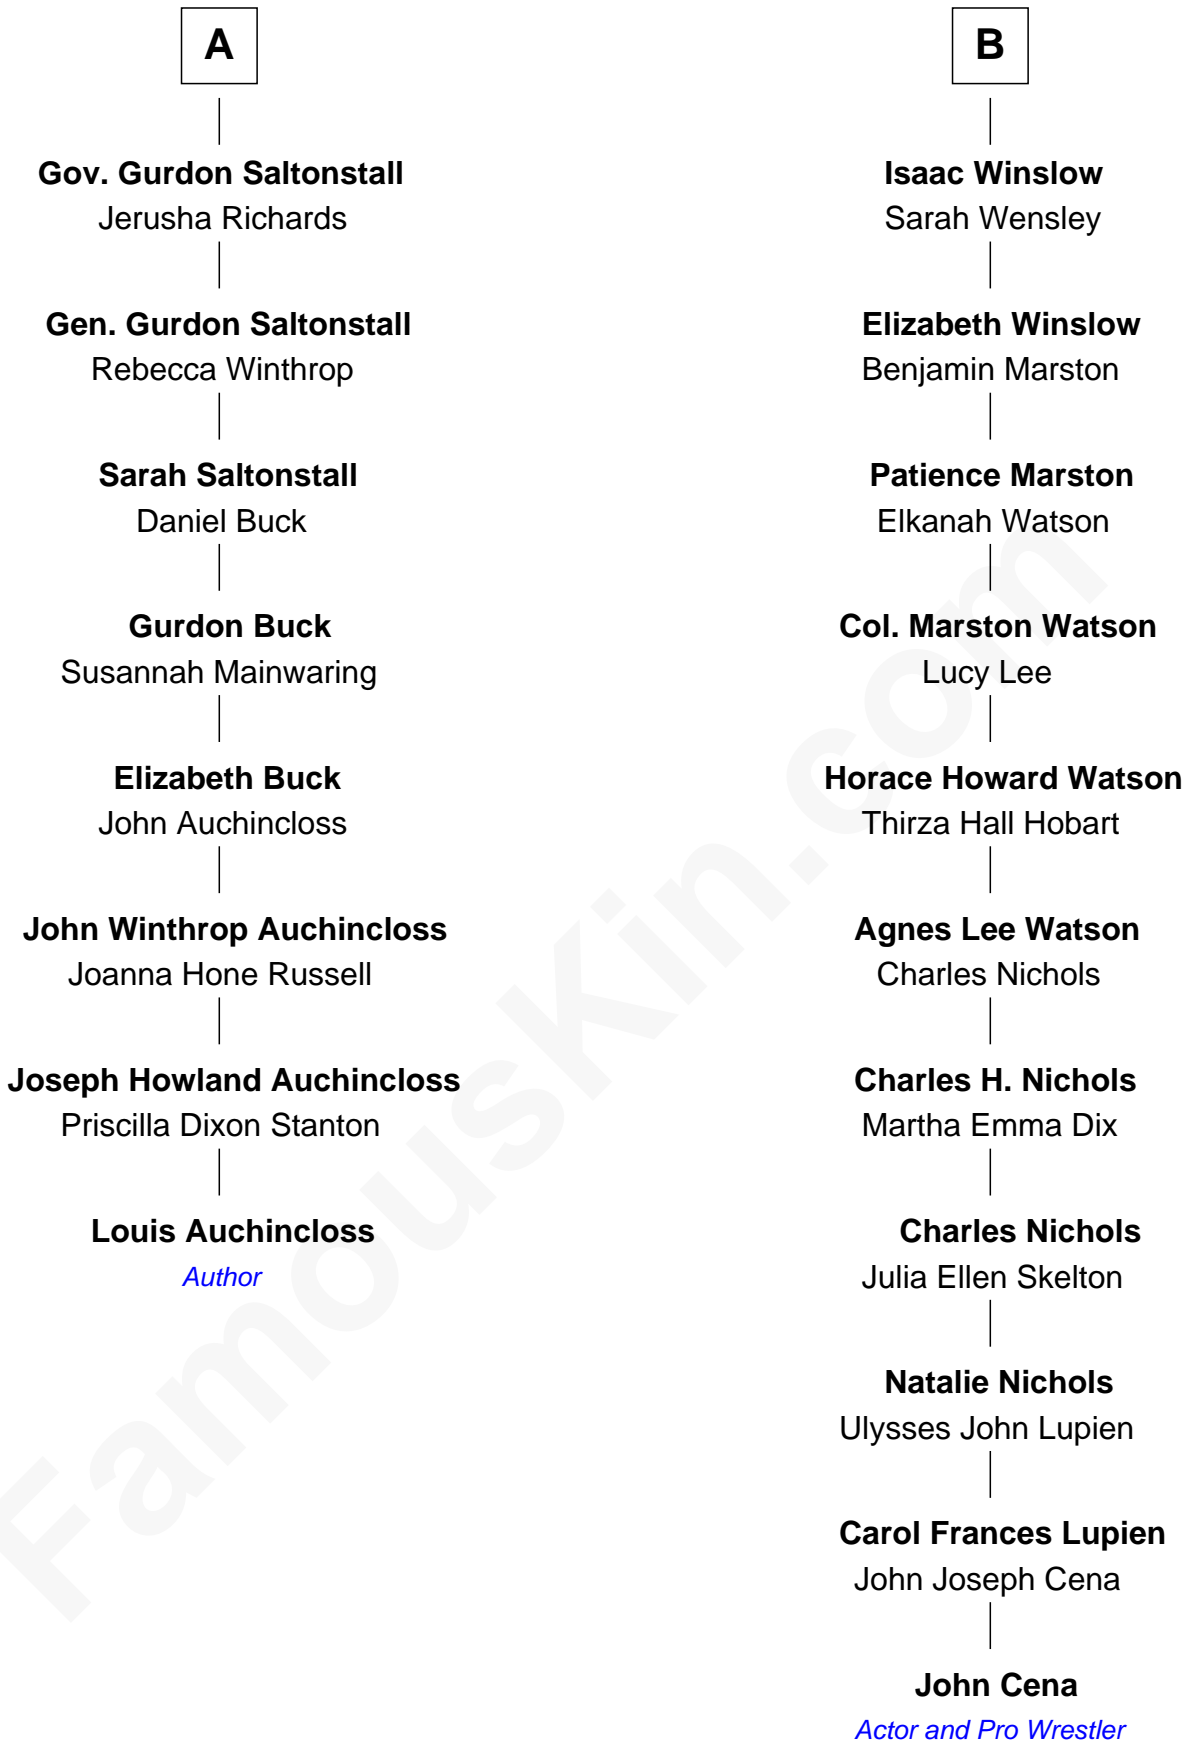 A
Gov. Gurdon Saltonstall
Jerusha Richards
Gen. Gurdon Saltonstall
Rebecca Winthrop
Sarah Saltonstall
Daniel Buck
Gurdon Buck
Susannah Mainwaring
Elizabeth Buck
John Auchincloss
John Winthrop Auchincloss
Joanna Hone Russell
Joseph Howland Auchincloss
Priscilla Dixon Stanton
Louis Auchincloss
Author
B
Isaac Winslow
Sarah Wensley
Elizabeth Winslow
Benjamin Marston
Patience Marston
Elkanah Watson
Col. Marston Watson
Lucy Lee
Horace Howard Watson
Thirza Hall Hobart
Agnes Lee Watson
Charles Nichols
Charles H. Nichols
Martha Emma Dix
Charles Nichols
Julia Ellen Skelton
Natalie Nichols
Ulysses John Lupien
Carol Frances Lupien
John Joseph Cena
John Cena
Actor and Pro Wrestler
FamousKin.com